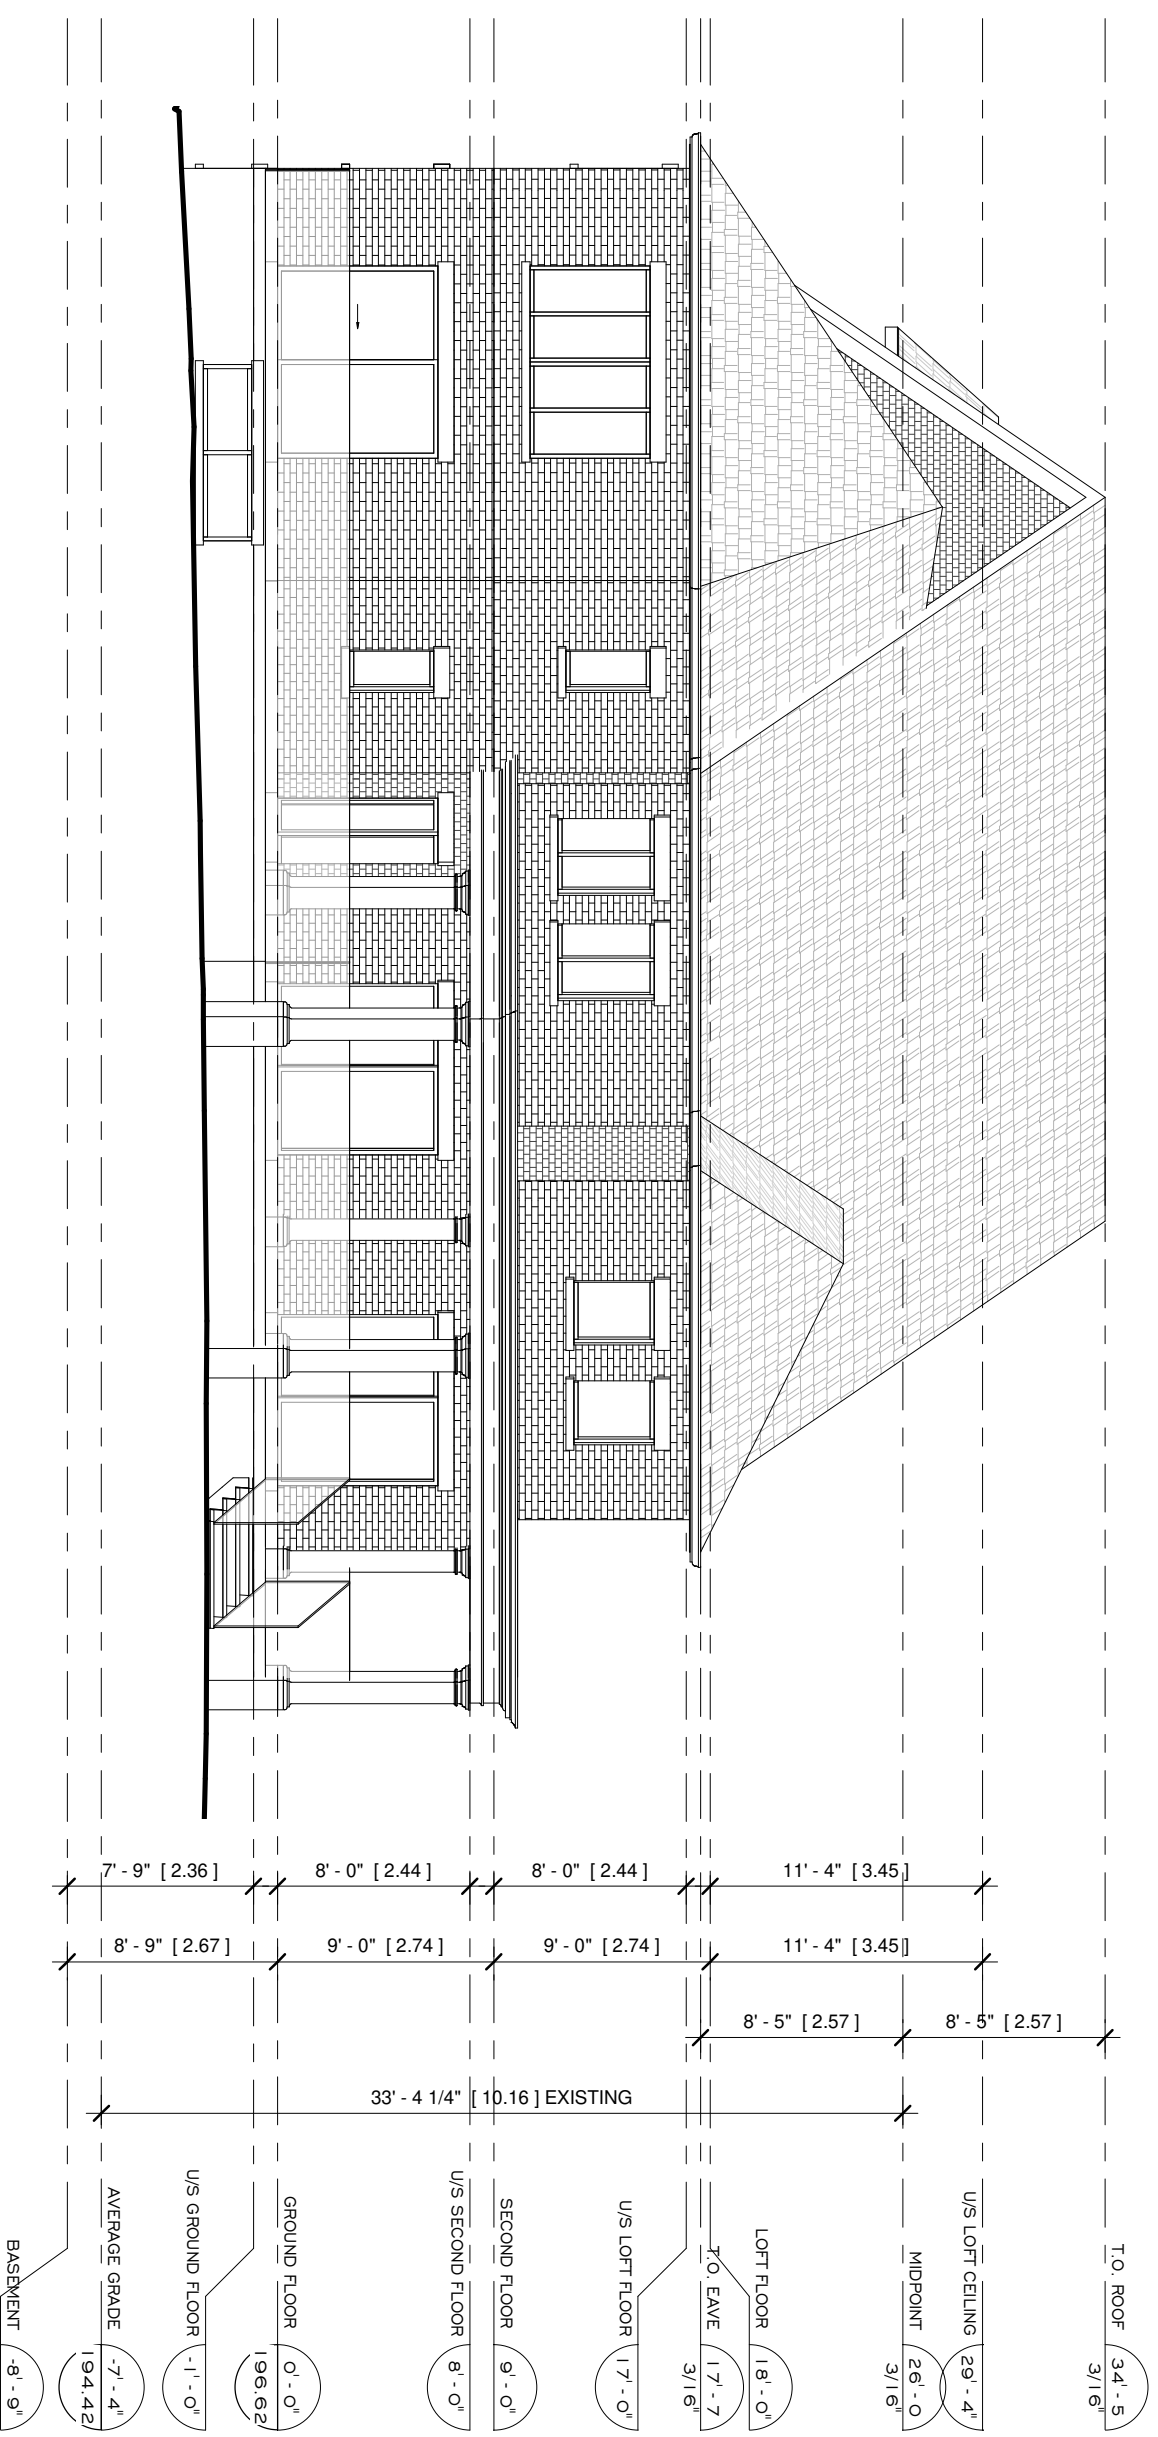 7' - 9" [ 2.36 ]
8' - 0" [ 2.44 ]
8' - 0" [ 2.44 ]
11' - 4" [ 3.45 ]
8' - 9" [ 2.67 ]
9' - 0" [ 2.74 ]
9' - 0" [ 2.74 ]
11' - 4" [ 3.45 ]
8' - 5" [ 2.57 ]
8' - 5" [ 2.57 ]
33' - 4 1/4" [ 10.16 ] EXISTING
T.O. ROOF
34' - 5
3/16"
U/S LOFT CEILING
29' - 4"
MIDPOINT
26' - 0
3/16"
LOFT FLOOR
18' - 0"
T.O. EAVE
17' - 7
3/16"
U/S LOFT FLOOR
17' - 0"
SECOND FLOOR
9' - 0"
U/S SECOND FLOOR
8' - 0"
GROUND FLOOR
0' - 0"
196.62
U/S GROUND FLOOR
-1' - 0"
AVERAGE GRADE
-7' - 4"
194.42
BASEMENT
-8' - 9"